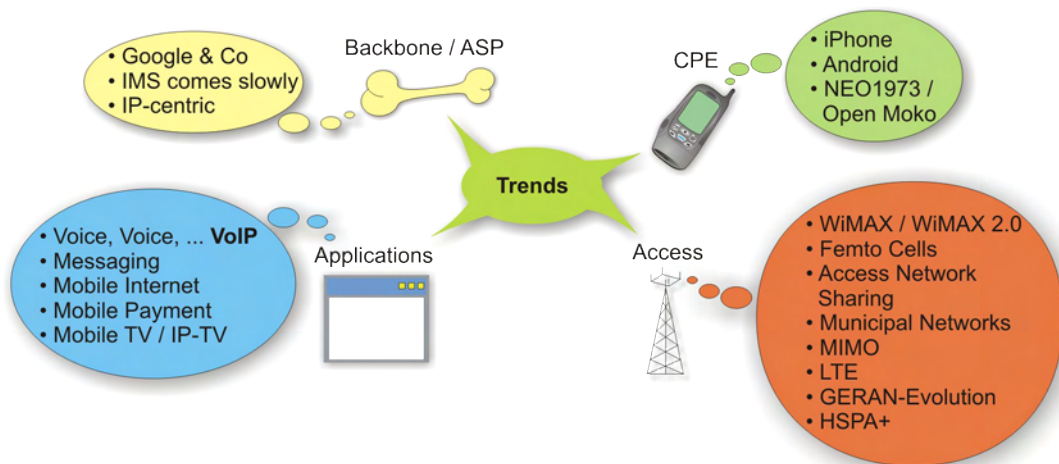 Backbone / ASP
• Google & Co
• IMS comes slowly
• IP-centric
CPE
• iPhone
• Android
• NEO1973 /
Open Moko
Trends
Applications
• Voice, Voice, ... VoIP
• Messaging
• Mobile Internet
• Mobile Payment
• Mobile TV / IP-TV
Access
• WiMAX / WiMAX 2.0
• Femto Cells
• Access Network
Sharing
• Municipal Networks
• MIMO
• LTE
• GERAN-Evolution
• HSPA+